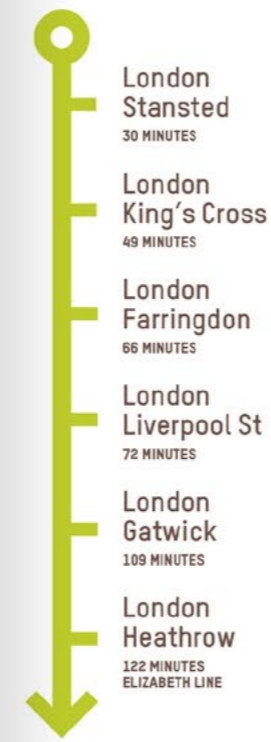 London
Stansted
30 MINUTES
London
King's Cross
49 MINUTES
London
Farringdon
66 MINUTES
London
Liverpool St
72 MINUTES
London
Gatwick
109 MINUTES
London
Heathrow
122 MINUTES
ELIZABETH LINE